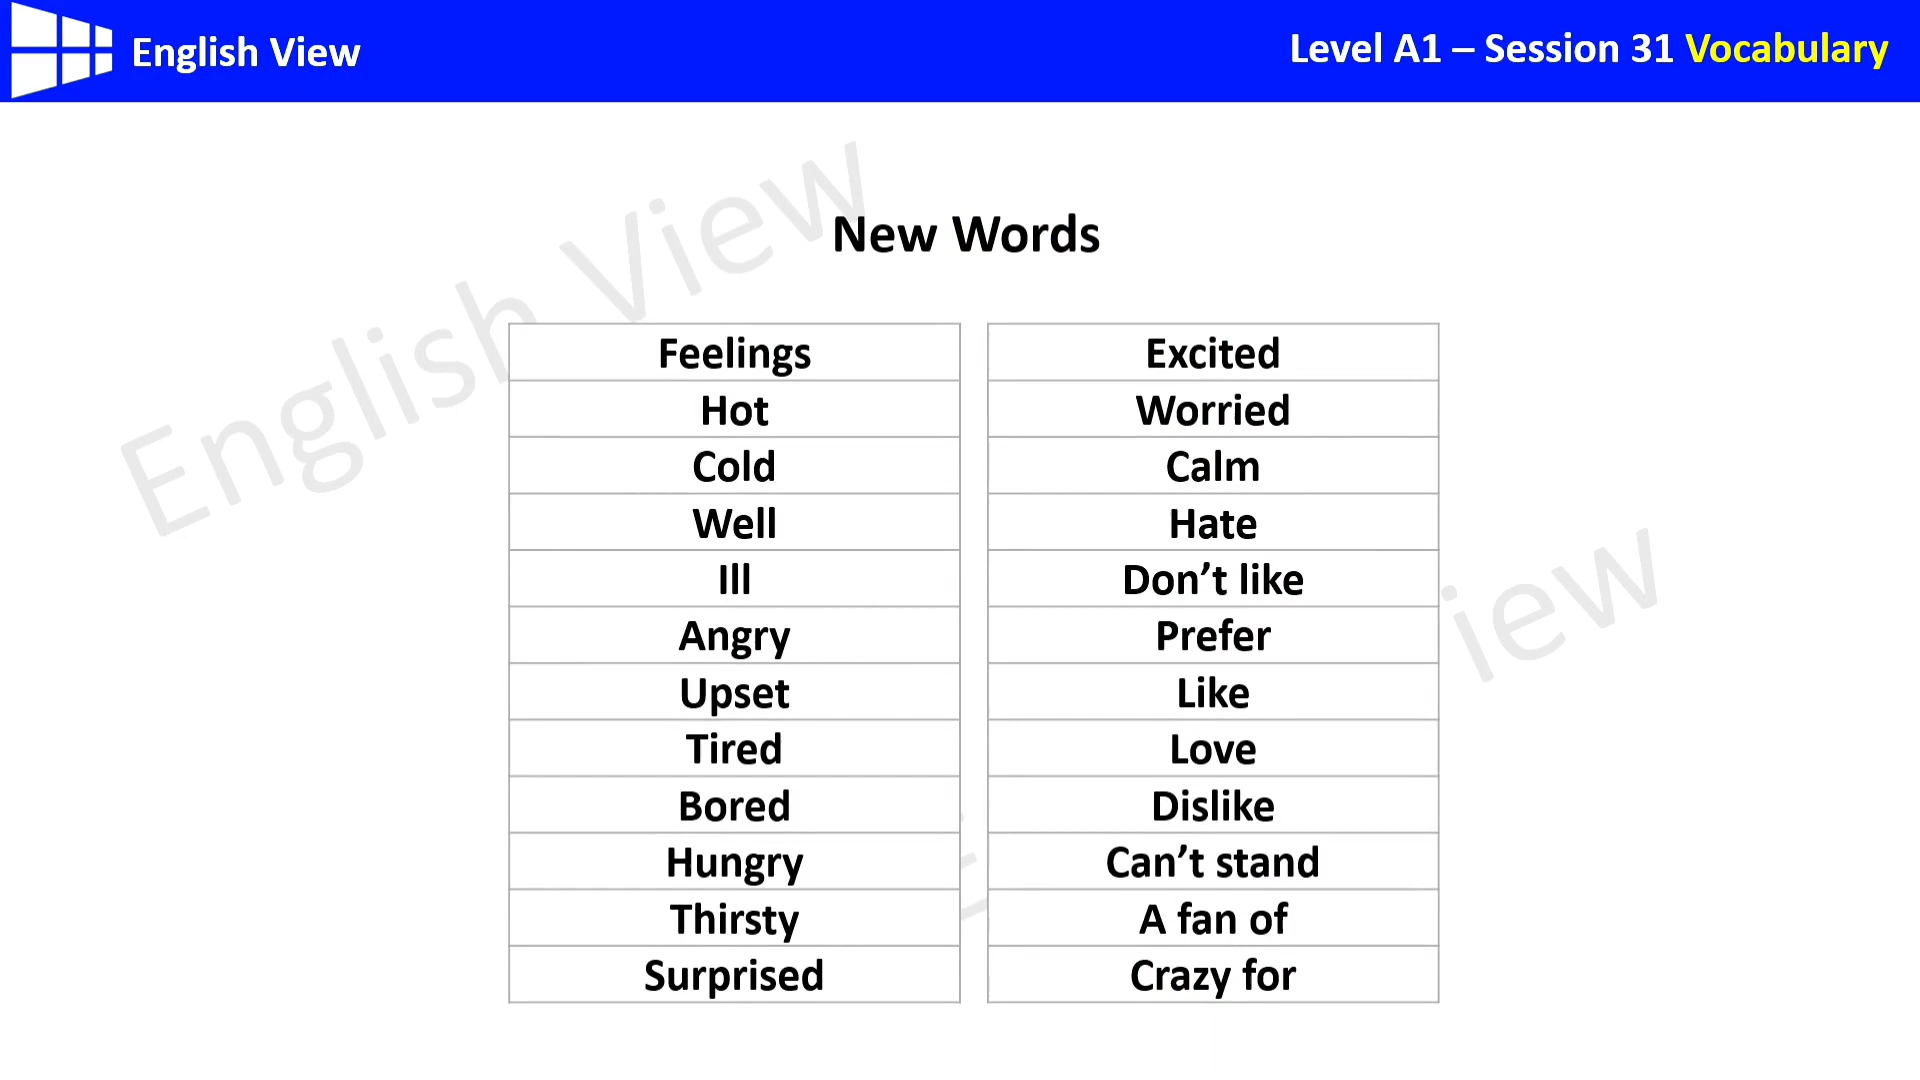 English View
Level A1 – Session 31 Vocabulary
English View
New Words
Feelings
Hot
Cold
Well
Ill
Angry
Upset
Tired
Bored
Hungry
Thirsty
Surprised
Excited
Worried
Calm
Hate
Don’t like
Prefer
Like
Love
Dislike
Can’t stand
A fan of
Crazy for
iew